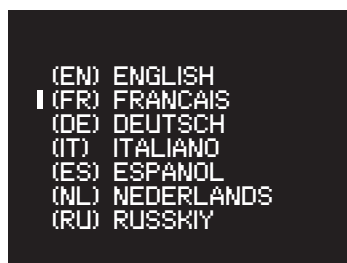 (EN) ENGLISH
(FR) FRANCAIS
(DE) DEUTSCH
(IT) ITALIANO
(ES) ESPANOL
(NL) NEDERLANDS
(RU) RUSSKIY